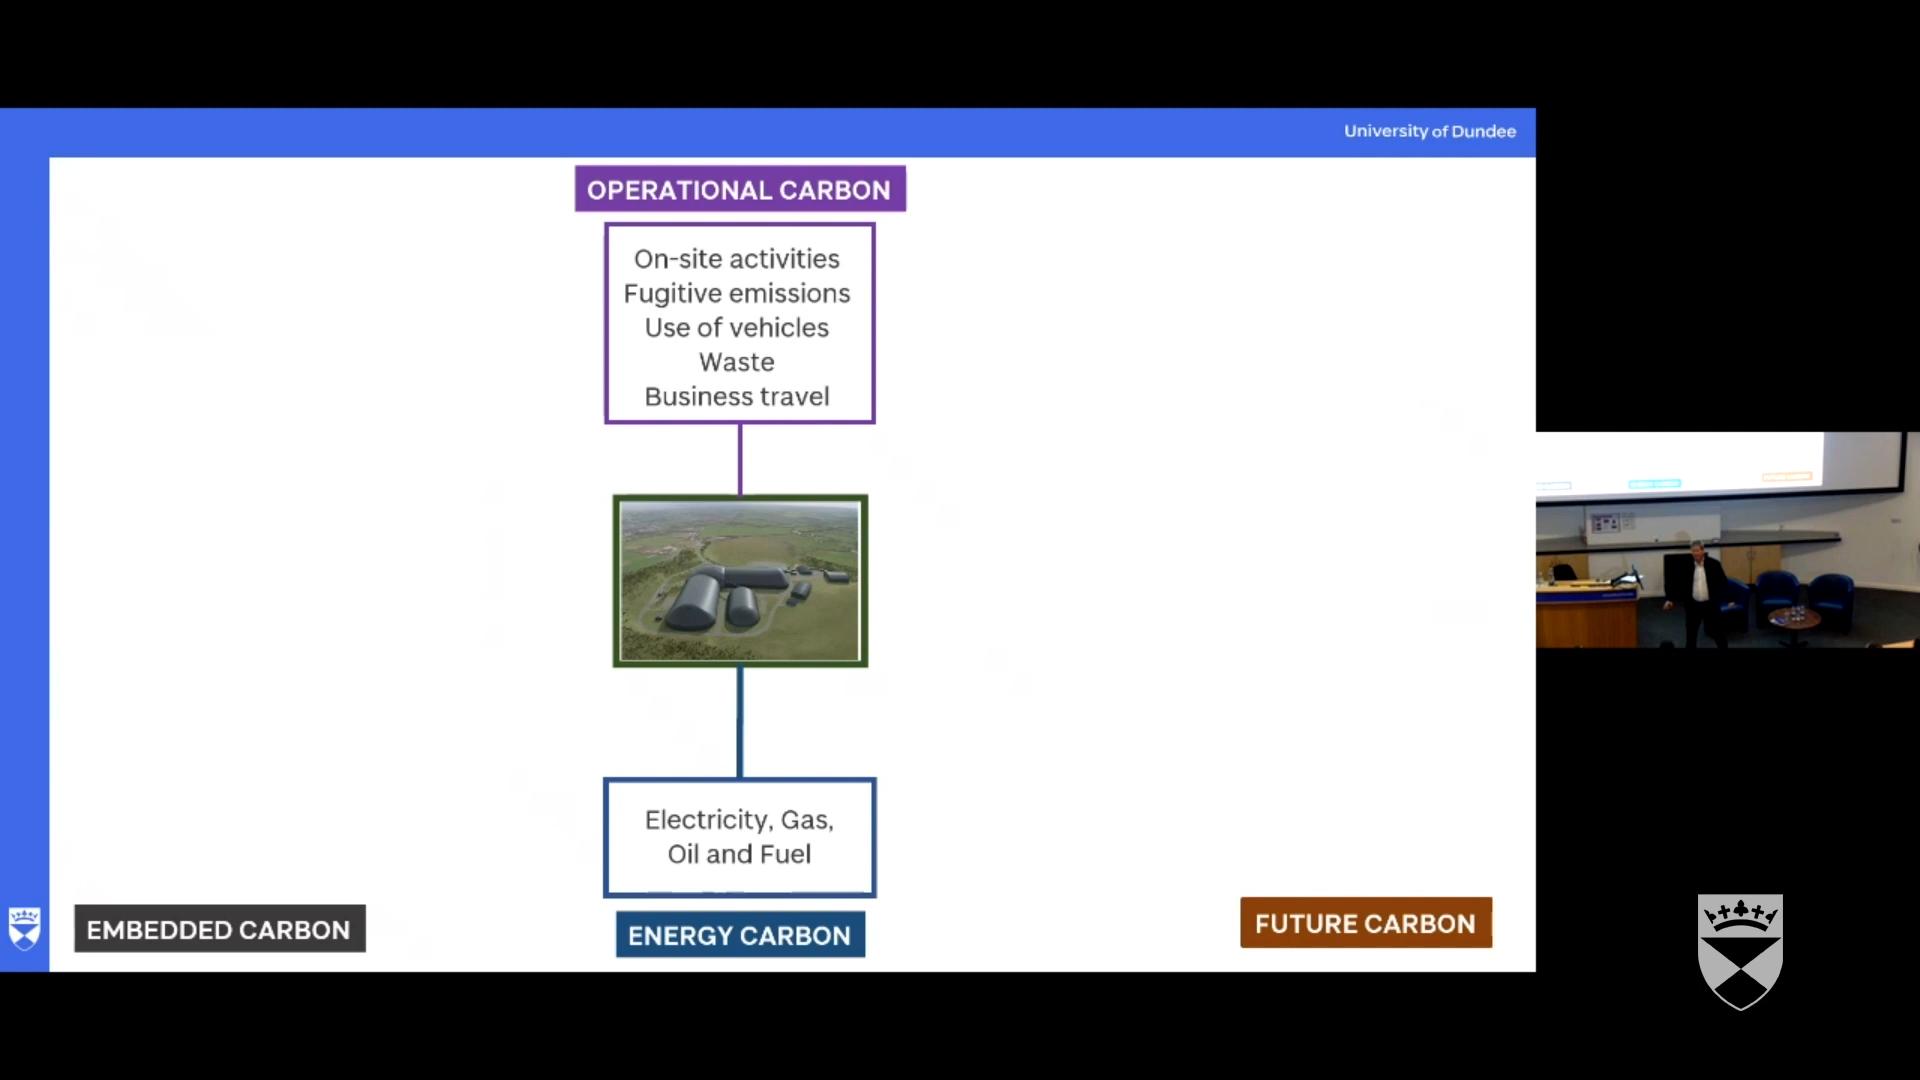 University of Dundee
OPERATIONAL CARBON
On-site activities
Fugitive emissions
Use of vehicles
Waste
Business travel
Electricity, Gas,
Oil and Fuel
EMBEDDED CARBON
ENERGY CARBON
FUTURE CARBON